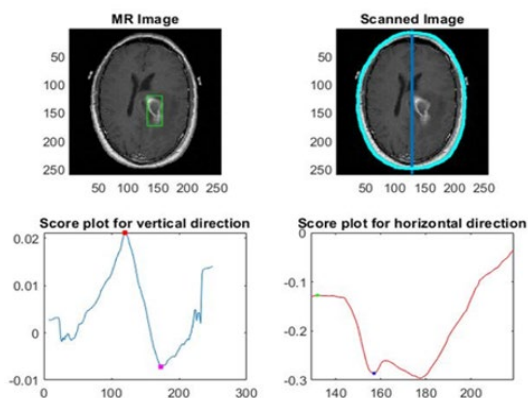 MR Image
50
100
150
200
250
50 100 150 200 250
Scanned Image
50
100
150
200
250
50 100 150 200 250
Score plot for vertical direction
0.02
0.01
0
-0.01
0 100 200 300
Score plot for horizontal direction
0
-0.1
-0.2
-0.3
140 160 180 200 220